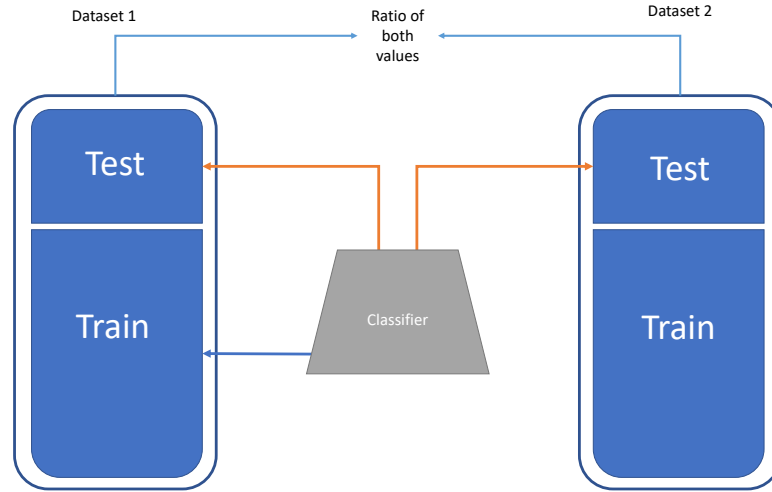 Dataset 1
Ratio of
both
values
Dataset 2
Test
Test
Train
Classifier
Train